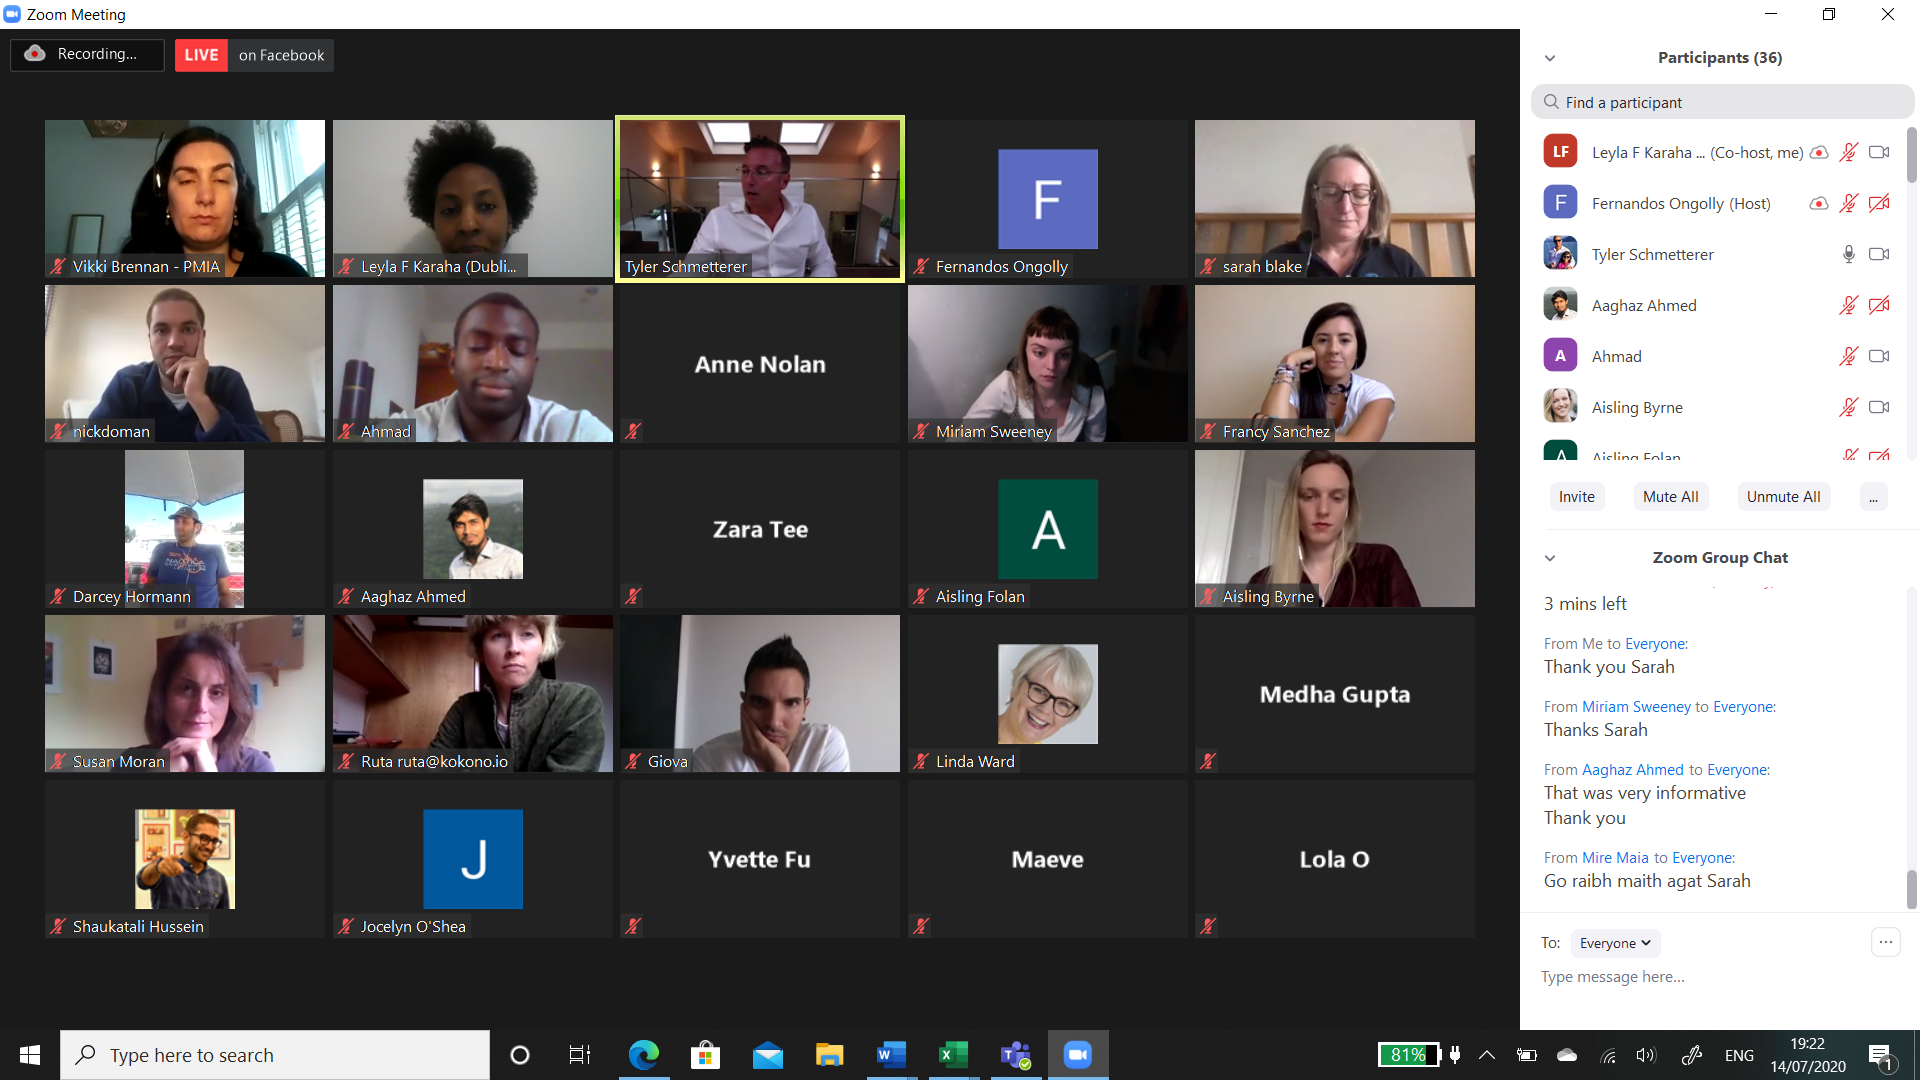 Zoom Meeting
Recording...
LIVE on Facebook
Vikki Brennan - PMIA
Leyla F Karaha (Dubli...
Tyler Schmetterer
F
Fernandos Ongolly
sarah blake
nickdoman
Ahmad
Anne Nolan
Miriam Sweeney
Francy Sanchez
Darcey Hormann
Aaghaz Ahmed
Zara Tee
A
Aisling Folan
Aisling Byrne
Susan Moran
Ruta ruta@kokono.io
Giova
Linda Ward
Medha Gupta
Shaukatali Hussein
J
Jocelyn O'Shea
Yvette Fu
Maeve
Lola O
Participants (36)
Find a participant
LF Leyla F Karaha ... (Co-host, me)
F Fernandos Ongolly (Host)
Tyler Schmetterer
Aaghaz Ahmed
A Ahmad
Aisling Byrne
A Aisling Folan
Invite Mute All Unmute All ...
Zoom Group Chat
3 mins left
From Me to Everyone:
Thank you Sarah
From Miriam Sweeney to Everyone:
Thanks Sarah
From Aaghaz Ahmed to Everyone:
That was very informative
Thank you
From Mire Maia to Everyone:
Go raibh maith agat Sarah
To: Everyone
Type message here...
Type here to search
81%
ENG
19:22
14/07/2020
1